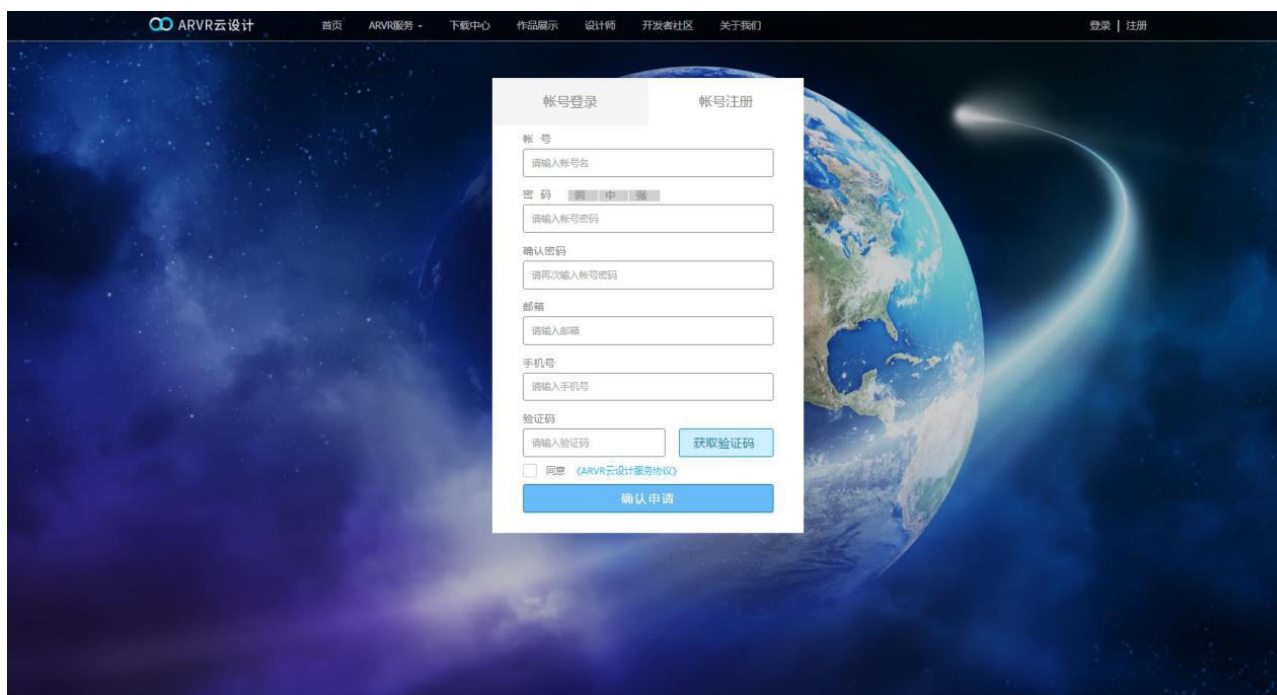 ARVR云设计 首页 ARVR服务 下载中心 作品展示 设计师 开发者社区 关于我们 登录 | 注册
帐号登录 帐号注册
帐 号
请输入帐号名
密 码 弱 中 强
请输入帐号密码
确认密码
请再次输入帐号密码
邮箱
请输入邮箱
手机号
请输入手机号
验证码
请输入验证码 获取验证码
同意 《ARVR云设计服务协议》
确认申请